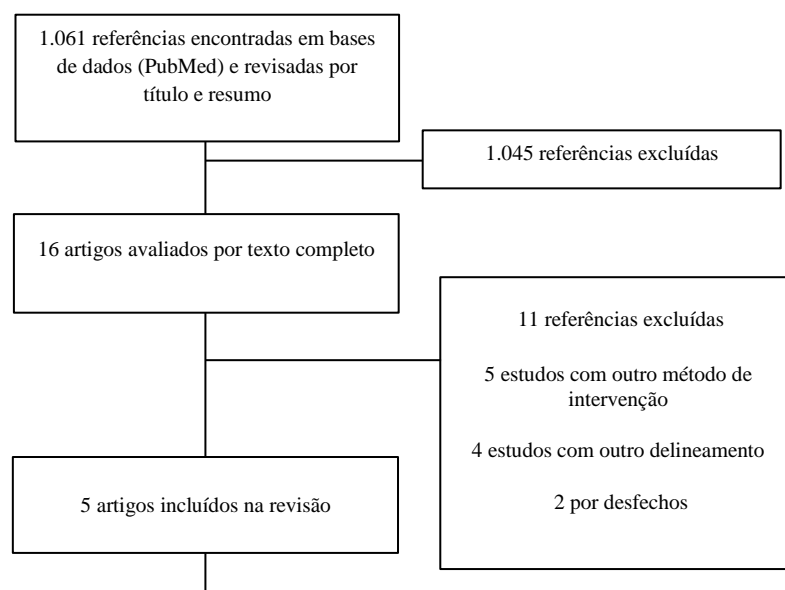 1.061 referências encontradas em bases
de dados (PubMed) e revisadas por
título e resumo
1.045 referências excluídas
16 artigos avaliados por texto completo
11 referências excluídas
5 estudos com outro método de
intervenção
4 estudos com outro delineamento
2 por desfechos
5 artigos incluídos na revisão